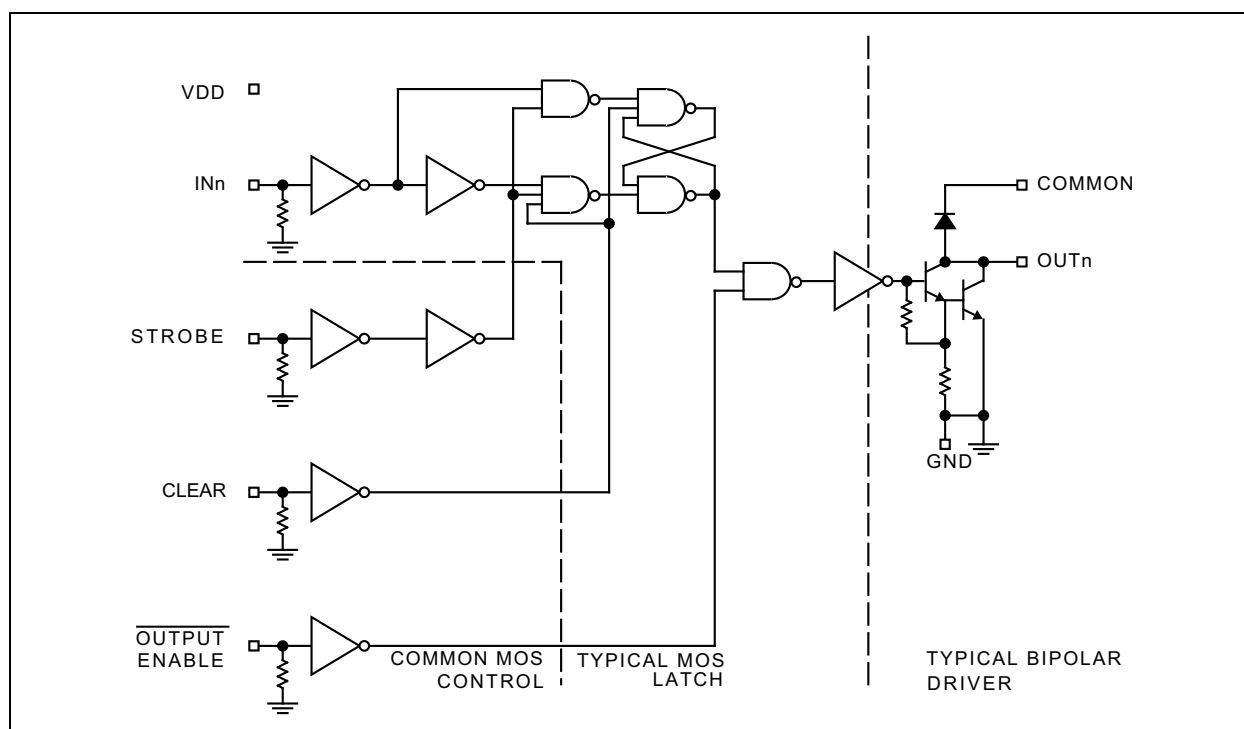 VDD
INn
STROBE
CLEAR
OUTPUT
ENABLE
COMMON MOS
CONTROL
TYPICAL MOS
LATCH
COMMON
OUTn
GND
TYPICAL BIPOLAR
DRIVER